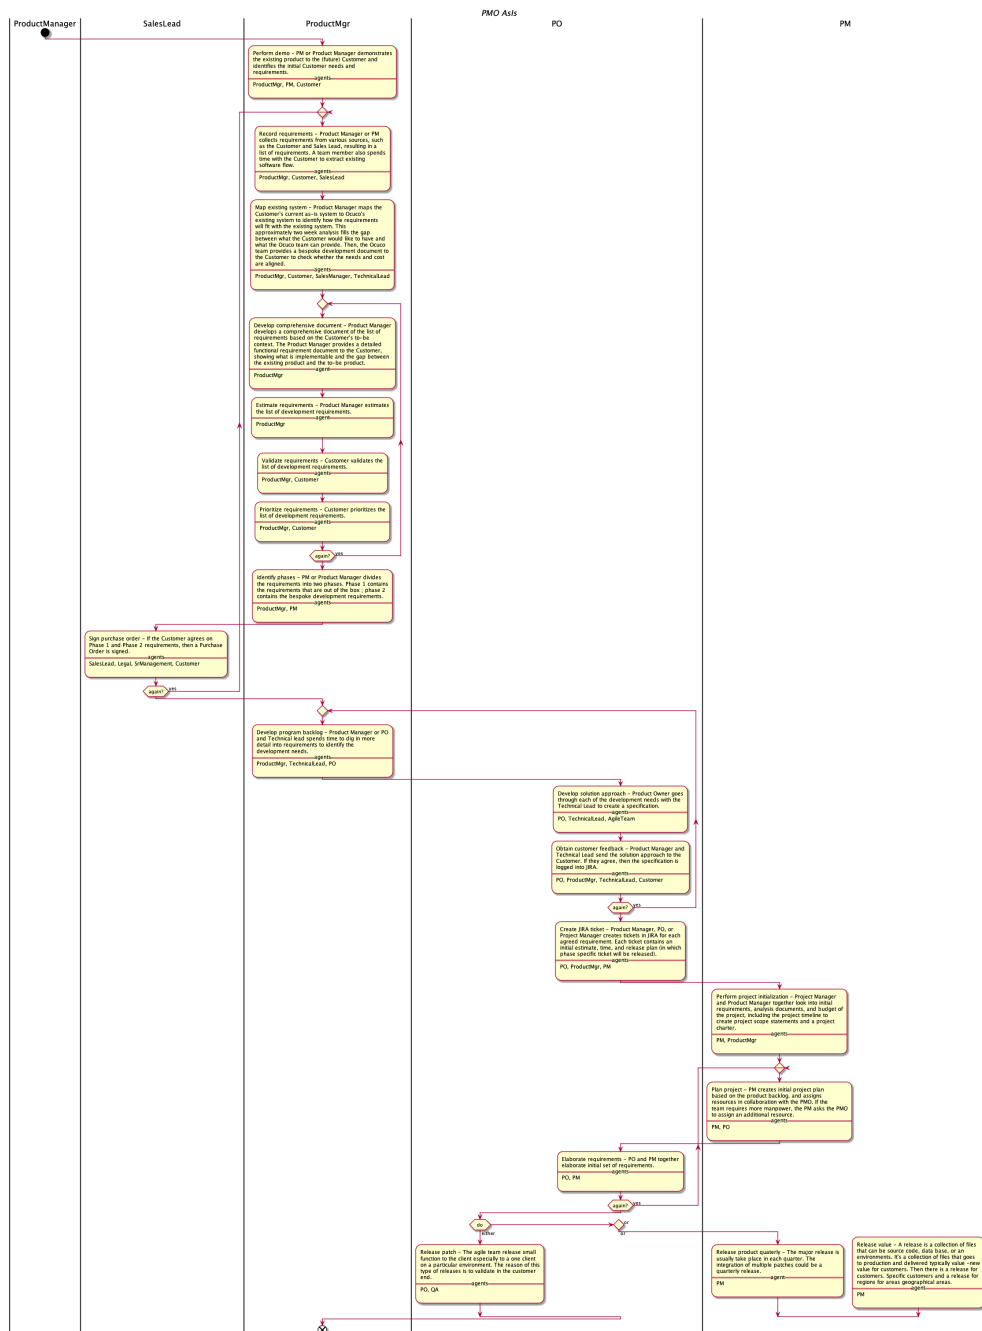 PMO AsIs
ProductManager
SalesLead
ProductMgr
PO
PM
Perform demo - PM or Product Manager demonstrates
the existing product to the (future) Customer and
identifies the initial Customer needs and
requirements.
agents
ProductMgr, PM, Customer
Record requirements - Product Manager or PM
collects requirements from various sources, such
as the Customer and Sales Lead, resulting in a
list of requirements. A team member also spends
time with the Customer to extract existing
software flow.
agents
ProductMgr, Customer, SalesLead
Map existing system - Product Manager maps the
Customer's current as-is system to Ocuco's
existing system to identify how the requirements
will fit with the existing system. This
approximately two week analysis fills the gap
between what the Customer would like to have and
what the Ocuco team can provide. Then, the Ocuco
team provides a bespoke development document to
the Customer to check whether the needs and cost
are aligned.
agents
ProductMgr, Customer, SalesManager, TechnicalLead
Develop comprehensive document - Product Manager
develops a comprehensive document of the list of
requirements based on the Customer's to-be
context. The Product Manager provides a detailed
functional requirement document to the Customer,
showing what is implementable and the gap between
the existing product and the to-be product.
agent
ProductMgr
Estimate requirements - Product Manager estimates
the list of development requirements.
agent
ProductMgr
Validate requirements - Customer validates the
list of development requirements.
agents
ProductMgr, Customer
Prioritize requirements - Customer prioritizes the
list of development requirements.
agents
ProductMgr, Customer
again?
yes
Identify phases - PM or Product Manager divides
the requirements into two phases. Phase 1 contains
the requirements that are out of the box ; phase 2
contains the bespoke development requirements.
agents
ProductMgr, PM
Sign purchase order - If the Customer agrees on
Phase 1 and Phase 2 requirements, then a Purchase
Order is signed.
agents
SalesLead, Legal, SrManagement, Customer
again?
yes
Develop program backlog - Product Manager or PO
and Technical lead spends time to dig in more
detail into requirements to identify the
development needs.
agents
ProductMgr, TechnicalLead, PO
Develop solution approach - Product Owner goes
through each of the development needs with the
Technical Lead to create a specification.
agents
PO, TechnicalLead, AgileTeam
Obtain customer feedback - Product Manager and
Technical Lead send the solution approach to the
Customer. If they agree, then the specification is
logged into JIRA.
agents
PO, ProductMgr, TechnicalLead, Customer
again?
yes
Create JIRA ticket - Product Manager, PO, or
Project Manager creates tickets in JIRA for each
agreed requirement. Each ticket contains an
initial estimate, time, and release plan (in which
phase specific ticket will be released).
agents
PO, ProductMgr, PM
Perform project initialization - Project Manager
and Product Manager together look into initial
requirements, analysis documents, and budget of
the project, including the project timeline to
create project scope statements and a project
charter.
agents
PM, ProductMgr
Plan project - PM creates initial project plan
based on the product backlog, and assigns
resources in collaboration with the PMO. If the
team requires more manpower, the PM asks the PMO
to assign an additional resource.
agents
PM, PO
Elaborate requirements - PO and PM together
elaborate initial set of requirements.
agents
PO, PM
again?
yes
do
either
or
or
Release patch - The agile team release small
function to the client especially to a one client
on a particular environment. The reason of this
type of releases is to validate in the customer
end.
agents
PO, QA
Release product quaterly - The major release is
usually take place in each quarter. The
integration of multiple patches could be a
quarterly release.
agent
PM
Release value - A release is a collection of files
that can be source code, data base, or an
environments. It's a collection of files that goes
to production and delivered typically value -new
value for customers. Then there is a release for
customers. Specific customers and a release for
regions for areas geographical areas.
agent
PM